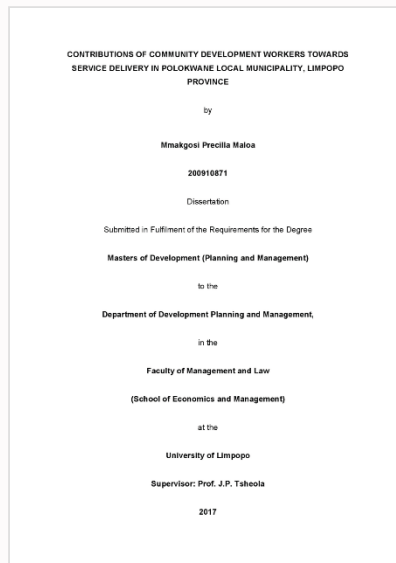 CONTRIBUTIONS OF COMMUNITY DEVELOPMENT WORKERS TOWARDS
SERVICE DELIVERY IN POLOKWANE LOCAL MUNICIPALITY, LIMPOPO
PROVINCE
by
Mmakgosi Precilla Maloa
200910871
Dissertation
Submitted in Fulfilment of the Requirements for the Degree
Masters of Development (Planning and Management)
to the
Department of Development Planning and Management,
in the
Faculty of Management and Law
(School of Economics and Management)
at the
University of Limpopo
Supervisor: Prof. J.P. Tsheola
2017